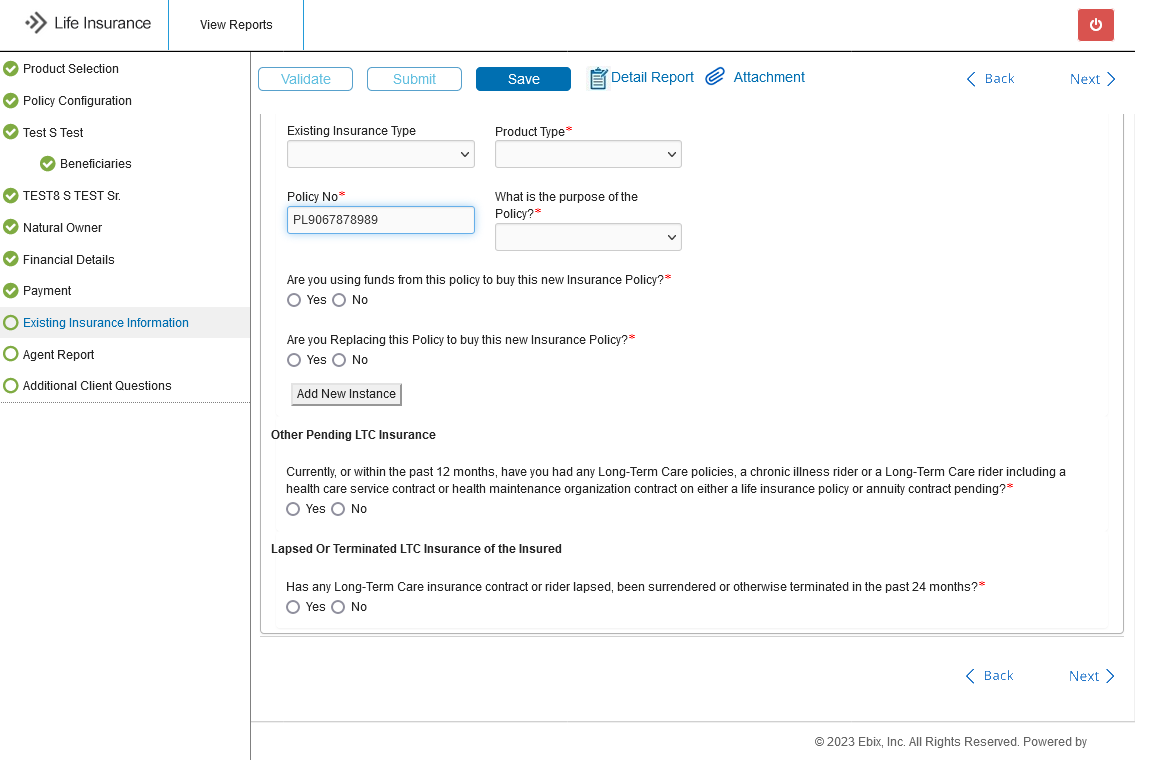 Life Insurance
View Reports
Product Selection
Policy Configuration
Test S Test
Beneficiaries
TEST8 S TEST Sr.
Natural Owner
Financial Details
Payment
Existing Insurance Information
Agent Report
Additional Client Questions
Validate Submit Save Detail Report Attachment Back Next
Existing Insurance Type Product Type*
Policy No* What is the purpose of the
Policy?*
PL9067878989
Are you using funds from this policy to buy this new Insurance Policy?*
Yes No
Are you Replacing this Policy to buy this new Insurance Policy?*
Yes No
Add New Instance
Other Pending LTC Insurance
Currently, or within the past 12 months, have you had any Long-Term Care policies, a chronic illness rider or a Long-Term Care rider including a
health care service contract or health maintenance organization contract on either a life insurance policy or annuity contract pending?*
Yes No
Lapsed Or Terminated LTC Insurance of the Insured
Has any Long-Term Care insurance contract or rider lapsed, been surrendered or otherwise terminated in the past 24 months?*
Yes No
Back Next
© 2023 Ebix, Inc. All Rights Reserved. Powered by